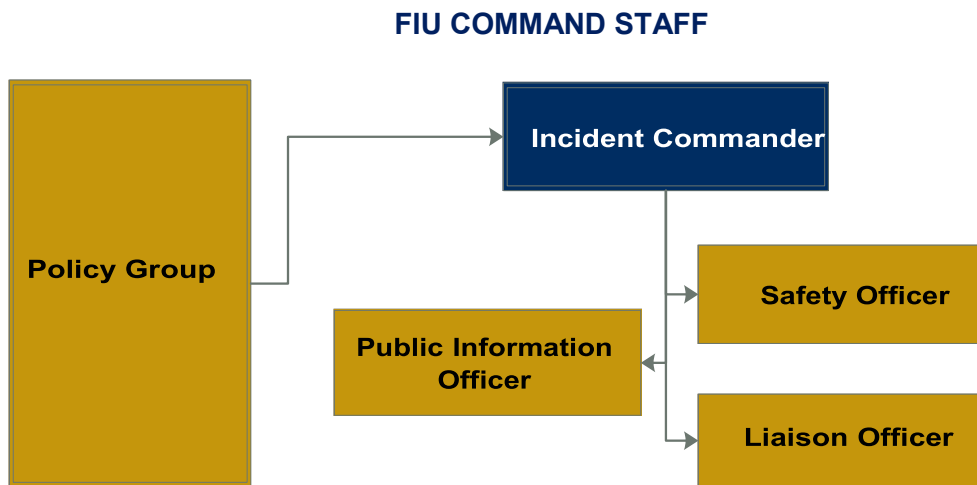 FIU COMMAND STAFF
Incident Commander
Policy Group
Safety Officer
Public Information
Officer
Liaison Officer